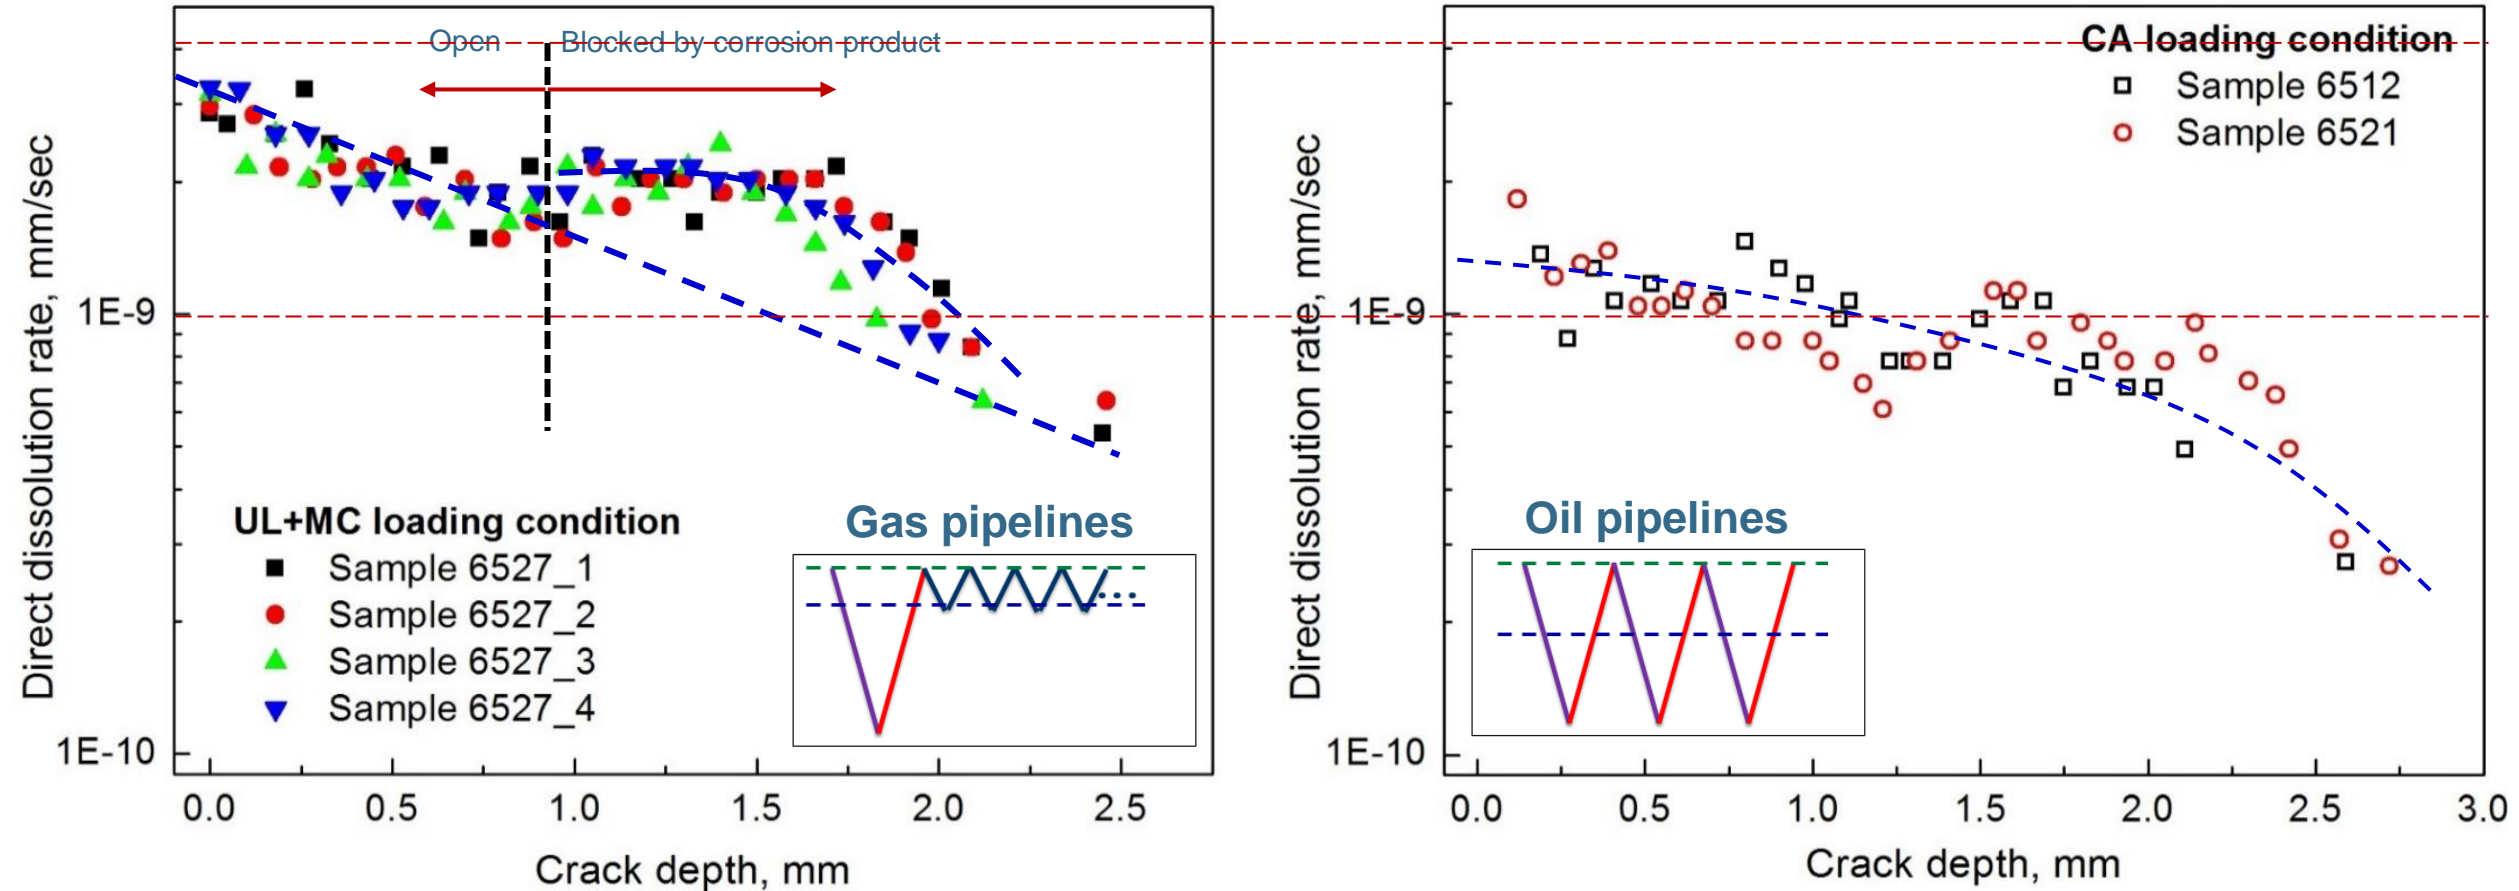 Open
Blocked by corrosion product
Direct dissolution rate, mm/sec
1E-9
1E-10
UL+MC loading condition
Sample 6527_1
Sample 6527_2
Sample 6527_3
Sample 6527_4
Gas pipelines
...
0.0 0.5 1.0 1.5 2.0 2.5
Crack depth, mm
CA loading condition
Sample 6512
Sample 6521
Direct dissolution rate, mm/sec
1E-9
1E-10
Oil pipelines
0.0 0.5 1.0 1.5 2.0 2.5 3.0
Crack depth, mm